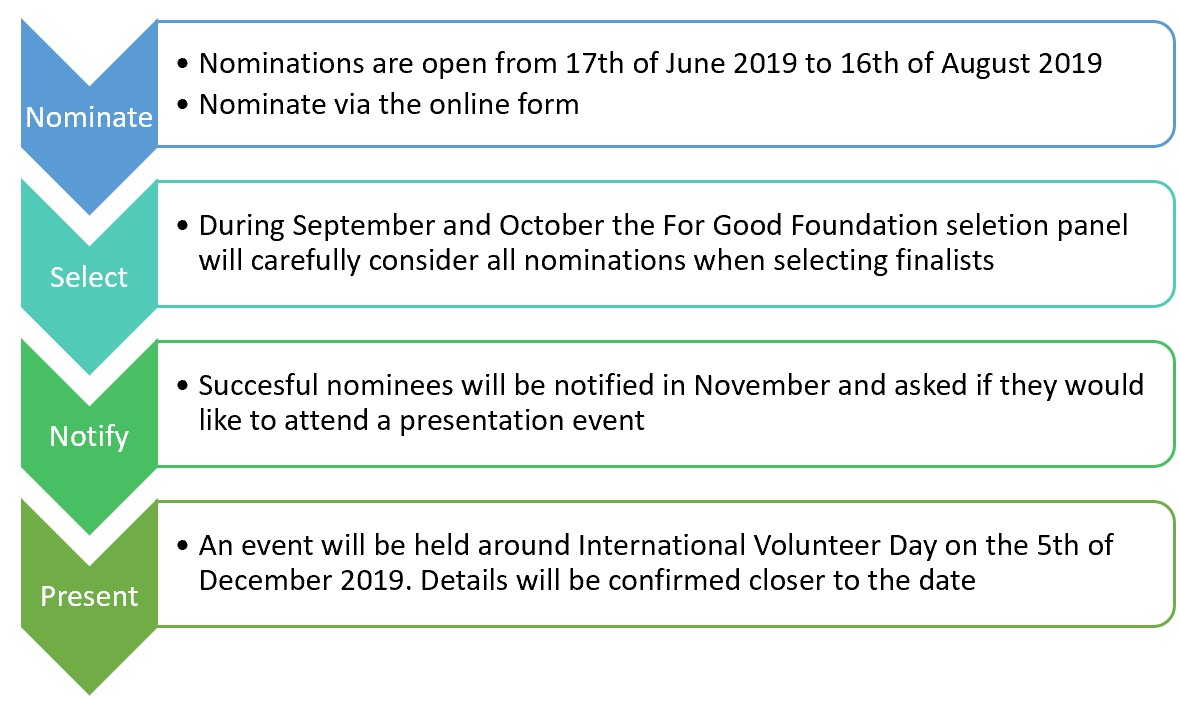 Nominate
• Nominations are open from 17th of June 2019 to 16th of August 2019
• Nominate via the online form
Select
• During September and October the For Good Foundation seletion panel
will carefully consider all nominations when selecting finalists
Notify
• Succesful nominees will be notified in November and asked if they would
like to attend a presentation event
Present
• An event will be held around International Volunteer Day on the 5th of
December 2019. Details will be confirmed closer to the date